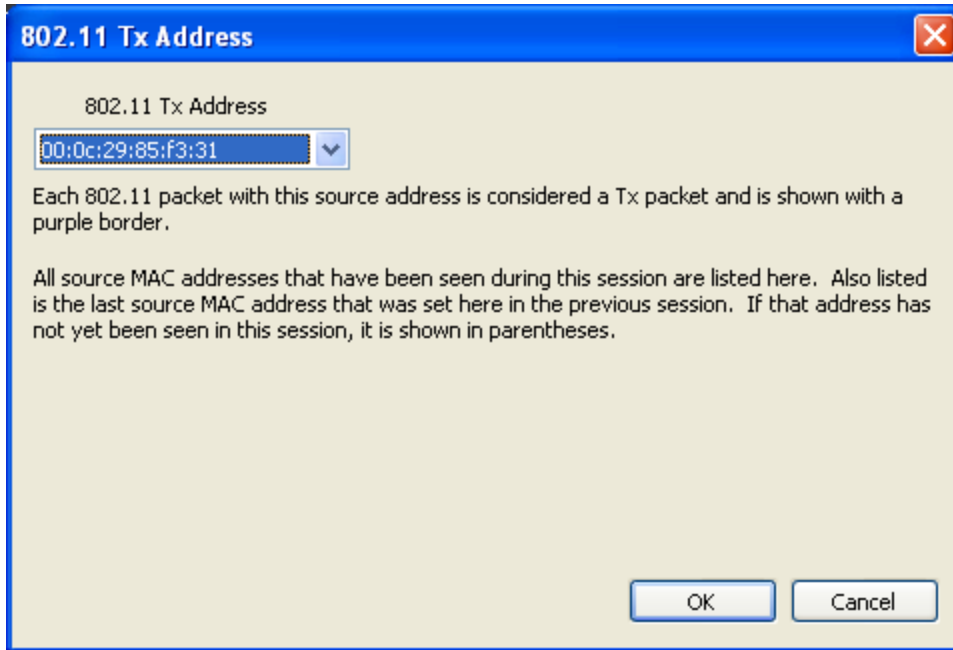 802.11 Tx Address
802.11 Tx Address
00:0c:29:85:f3:31
Each 802.11 packet with this source address is considered a Tx packet and is shown with a
purple border.
All source MAC addresses that have been seen during this session are listed here.  Also listed
is the last source MAC address that was set here in the previous session.  If that address has
not yet been seen in this session, it is shown in parentheses.
OK
Cancel